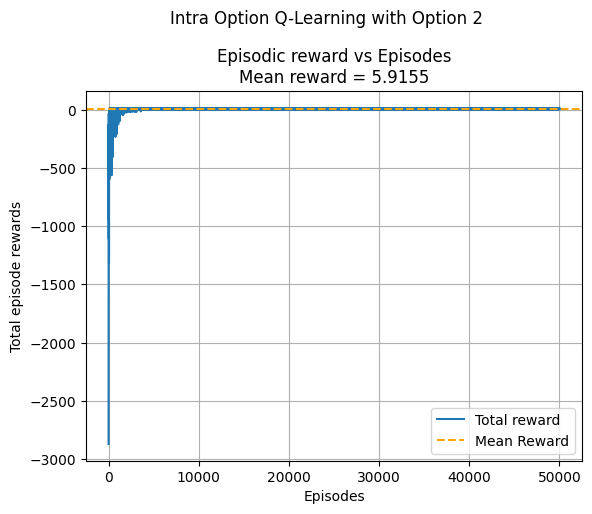 Intra Option Q-Learning with Option 2
Episodic reward vs Episodes
Mean reward = 5.9155
Total episode rewards
0
−500
−1000
−1500
−2000
−2500
−3000
0
10000
20000
30000
40000
50000
Episodes
Total reward
Mean Reward